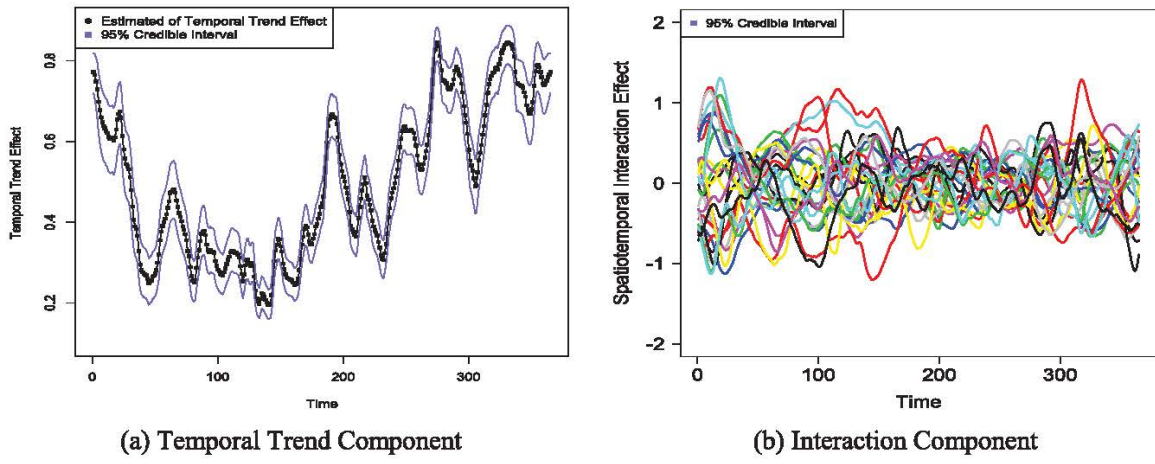 Estimated of Temporal Trend Effect
95% Credible Interval
Temporal Trend Effect
0.8
0.6
0.4
0.2
0 100 200 300
Time
(a) Temporal Trend Component
95% Credible Interval
Spatiotemporal Interaction Effect
2
1
0
-1
-2
0 100 200 300
Time
(b) Interaction Component